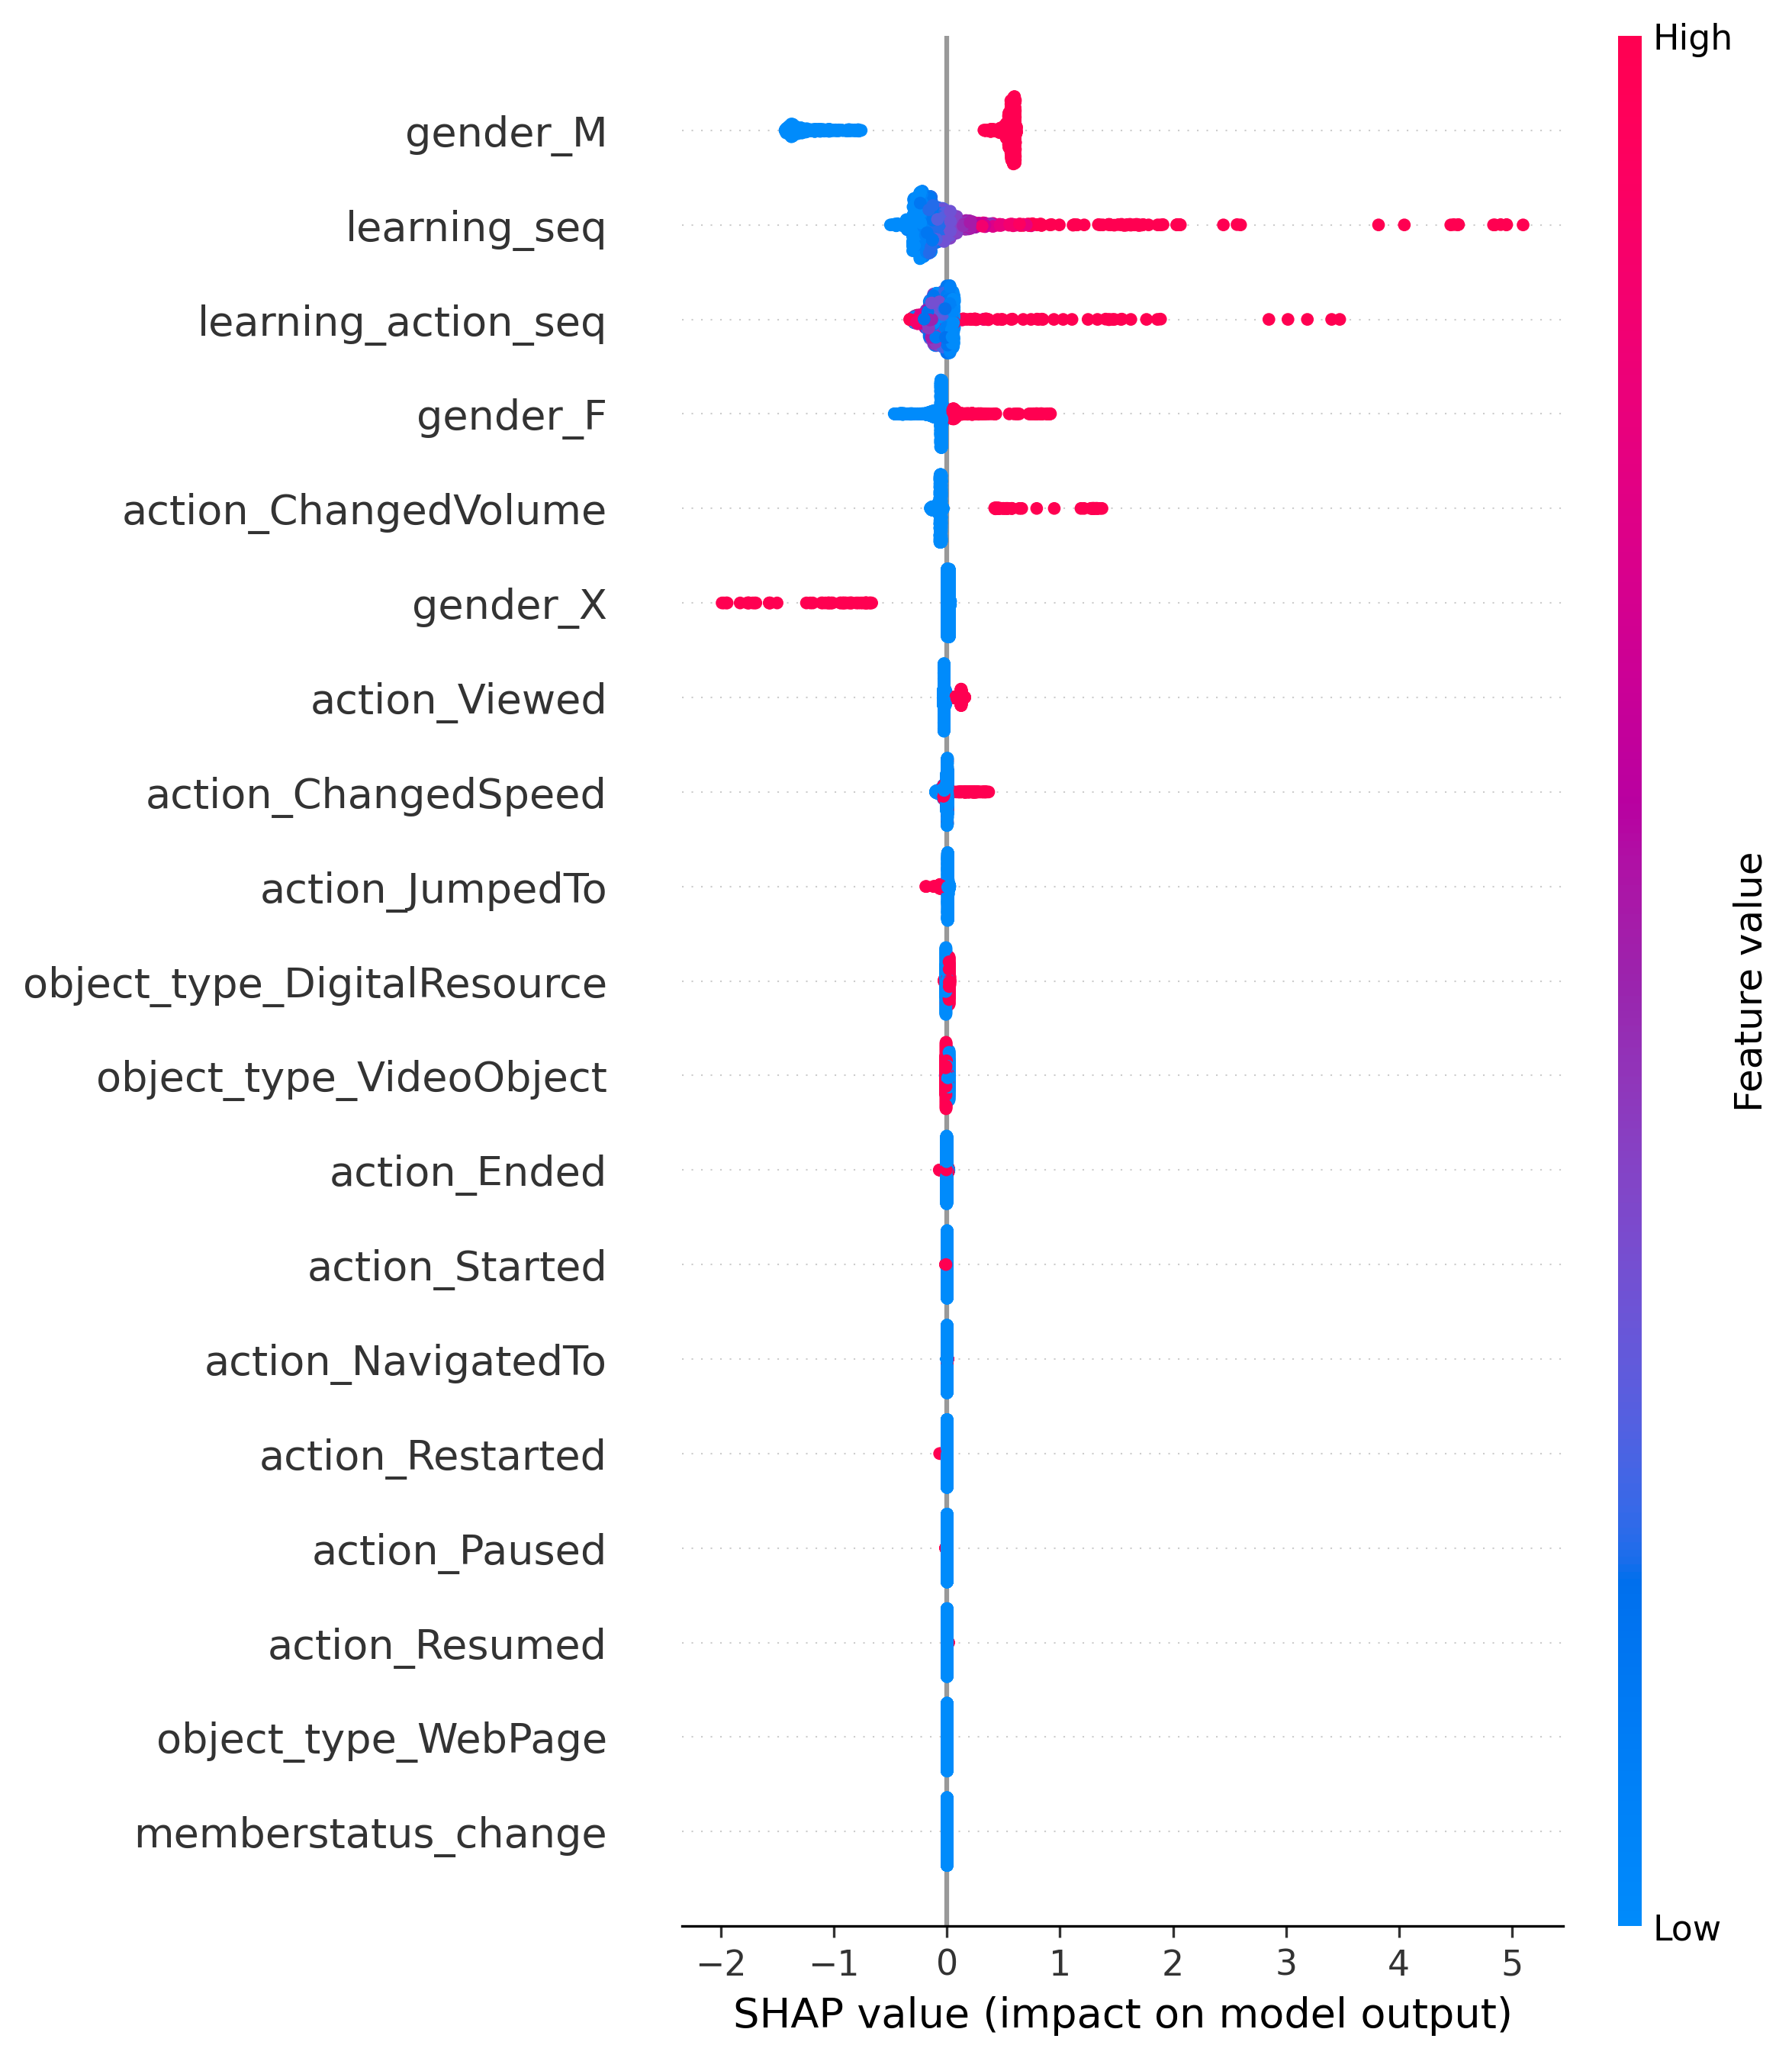 High
gender_M
learning_seq
learning_action_seq
gender_F
action_ChangedVolume
gender_X
action_Viewed
action_ChangedSpeed
action_JumpedTo
object_type_DigitalResource
object_type_VideoObject
action_Ended
action_Started
action_NavigatedTo
action_Restarted
action_Paused
action_Resumed
object_type_WebPage
memberstatus_change
Feature value
Low
−2 −1 0 1 2 3 4 5
SHAP value (impact on model output)